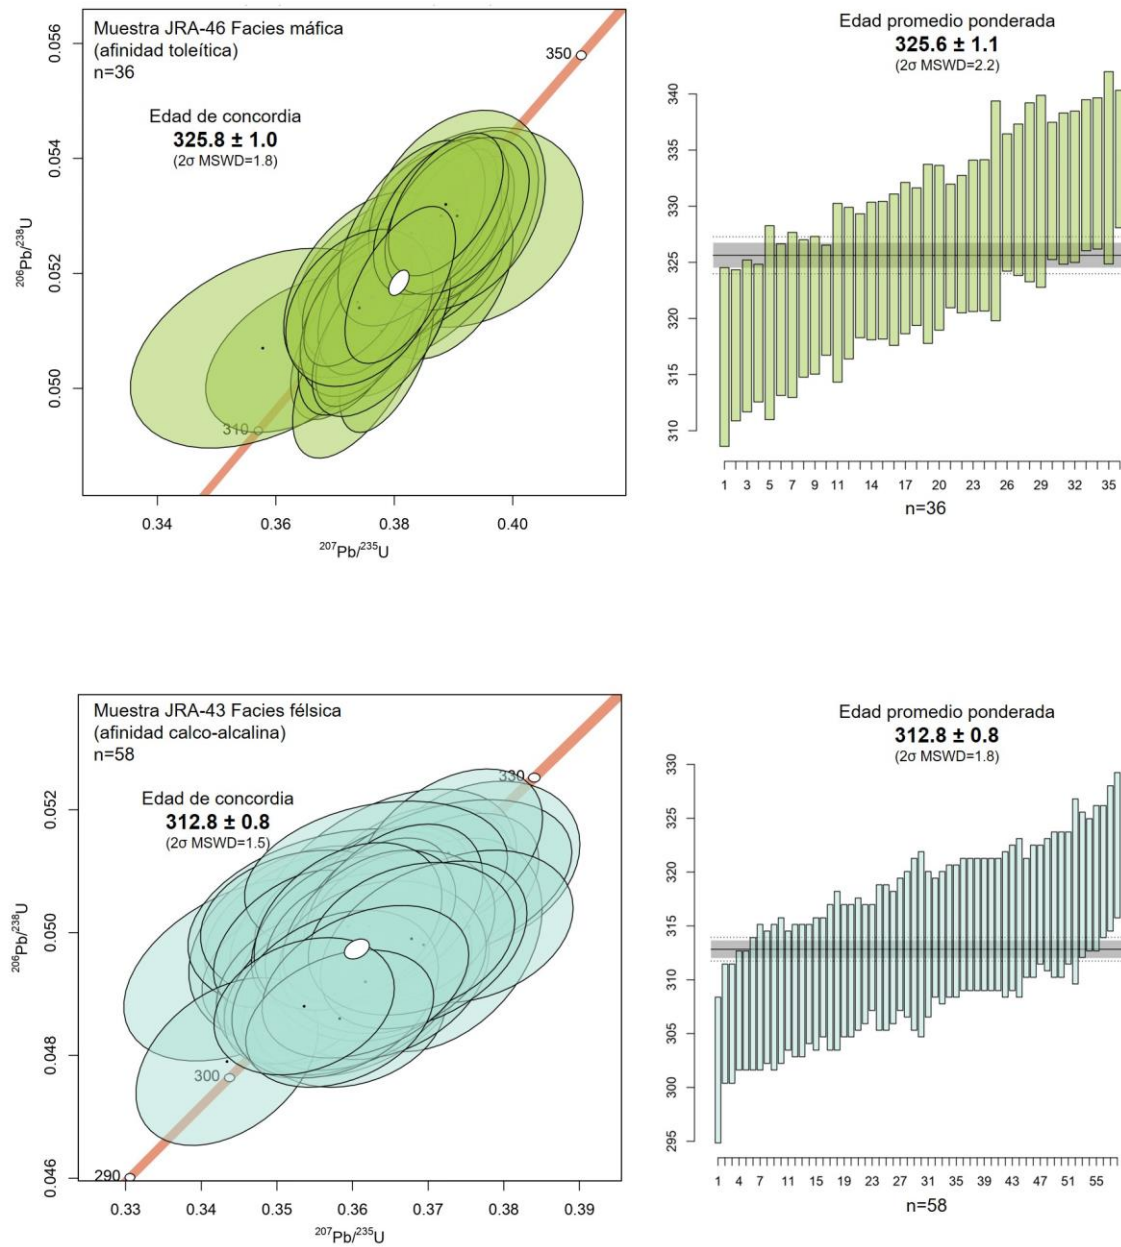 Muestra JRA-46 Facies máfica
(afinidad toleítica)
n=36
Edad de concordia
325.8 ± 1.0
(2σ MSWD=1.8)
350
310
0.056
0.054
0.052
0.050
²⁰⁶Pb/²³⁸U
0.34 0.36 0.38 0.40
²⁰⁷Pb/²³⁵U
Edad promedio ponderada
325.6 ± 1.1
(2σ MSWD=2.2)
340
335
330
325
320
315
310
1 3 5 7 9 11 14 17 20 23 26 29 32 35
n=36
Muestra JRA-43 Facies félsica
(afinidad calco-alcalina)
n=58
Edad de concordia
312.8 ± 0.8
(2σ MSWD=1.5)
330
300
290
0.052
0.050
0.048
0.046
²⁰⁶Pb/²³⁸U
0.33 0.34 0.35 0.36 0.37 0.38 0.39
²⁰⁷Pb/²³⁵U
Edad promedio ponderada
312.8 ± 0.8
(2σ MSWD=1.8)
330
325
320
315
310
305
300
295
1 4 7 11 15 19 23 27 31 35 39 43 47 51 55
n=58